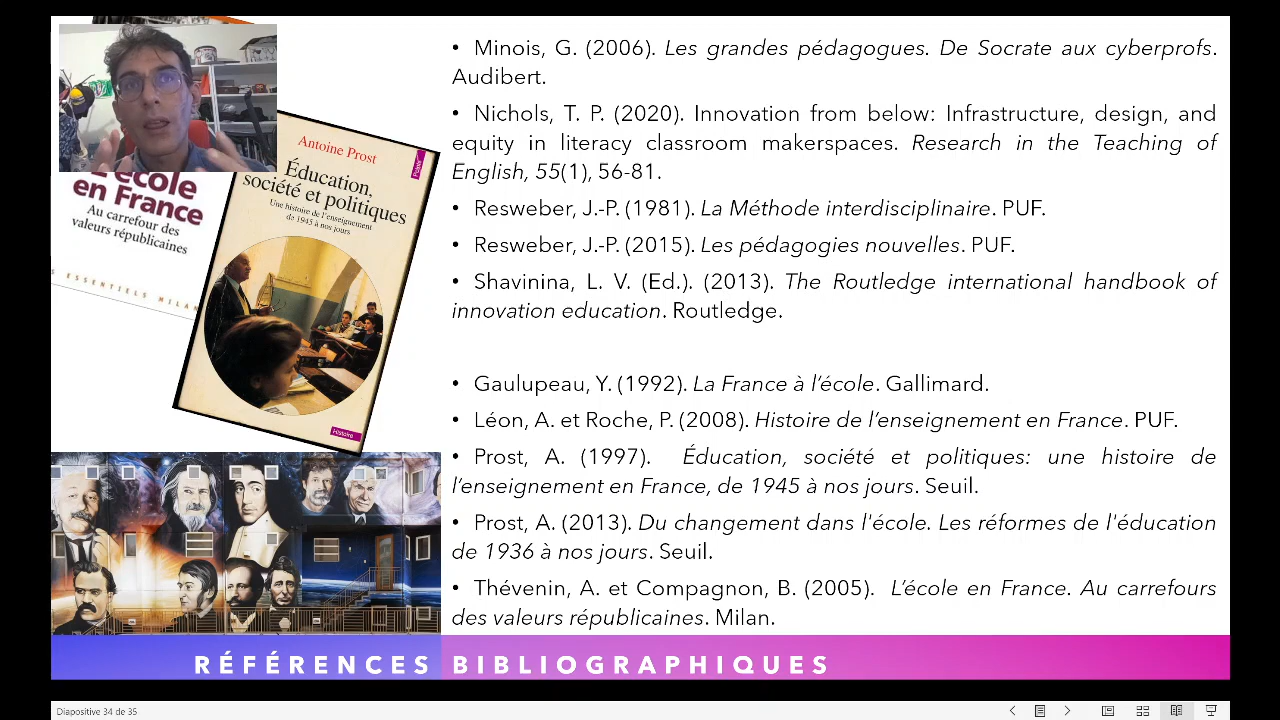 • Minois, G. (2006). Les grandes pédagogues. De Socrate aux cyberprofs.
Audibert.
• Nichols, T. P. (2020). Innovation from below: Infrastructure, design, and
equity in literacy classroom makerspaces. Research in the Teaching of
English, 55(1), 56-81.
• Resweber, J.-P. (1981). La Méthode interdisciplinaire. PUF.
• Resweber, J.-P. (2015). Les pédagogies nouvelles. PUF.
• Shavinina, L. V. (Ed.). (2013). The Routledge international handbook of
innovation education. Routledge.
• Gaulupeau, Y. (1992). La France à l’école. Gallimard.
• Léon, A. et Roche, P. (2008). Histoire de l’enseignement en France. PUF.
• Prost, A. (1997). Éducation, société et politiques: une histoire de
l’enseignement en France, de 1945 à nos jours. Seuil.
• Prost, A. (2013). Du changement dans l'école. Les réformes de l'éducation
de 1936 à nos jours. Seuil.
• Thévenin, A. et Compagnon, B. (2005). L’école en France. Au carrefours
des valeurs républicaines. Milan.
Antoine Prost
Points
Éducation,
société et politiques
Une histoire de l'enseignement
de 1945 à nos jours
Histoire
L'école
en France
Au carrefour des
valeurs républicaines
ESSENTIELS MILAN
RÉFÉRENCES BIBLIOGRAPHIQUES
Diapositive 34 de 35